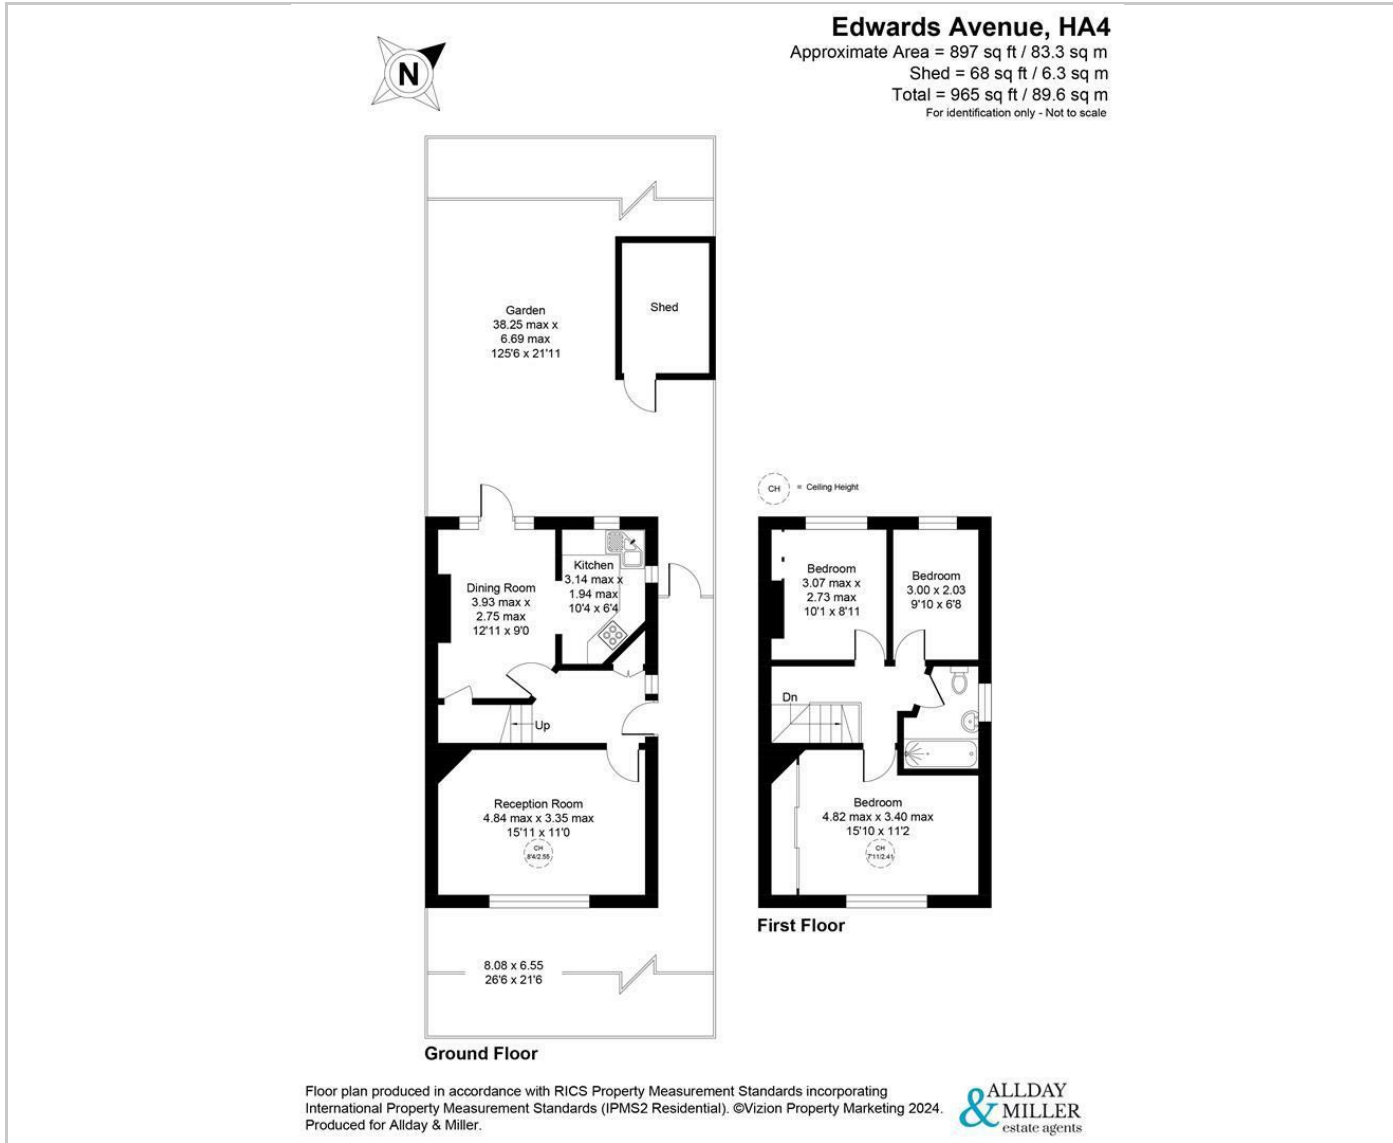 Edwards Avenue, HA4
Approximate Area = 897 sq ft / 83.3 sq m
Shed = 68 sq ft / 6.3 sq m
Total = 965 sq ft / 89.6 sq m
For identification only - Not to scale
N
Garden
38.25 max x
6.69 max
125'6 x 21'11
Shed
CH = Ceiling Height
Dining Room
3.93 max x
2.75 max
12'11 x 9'0
Kitchen
3.14 max x
1.94 max
10'4 x 6'4
Up
Reception Room
4.84 max x 3.35 max
15'11 x 11'0
CH
8'4/2.55
8.08 x 6.55
26'6 x 21'6
Ground Floor
Bedroom
3.07 max x
2.73 max
10'1 x 8'11
Bedroom
3.00 x 2.03
9'10 x 6'8
Dn
Bedroom
4.82 max x 3.40 max
15'10 x 11'2
CH
7'11/2.41
First Floor
Floor plan produced in accordance with RICS Property Measurement Standards incorporating
International Property Measurement Standards (IPMS2 Residential). ©Vizion Property Marketing 2024.
Produced for Allday & Miller.
ALLDAY
& MILLER
estate agents